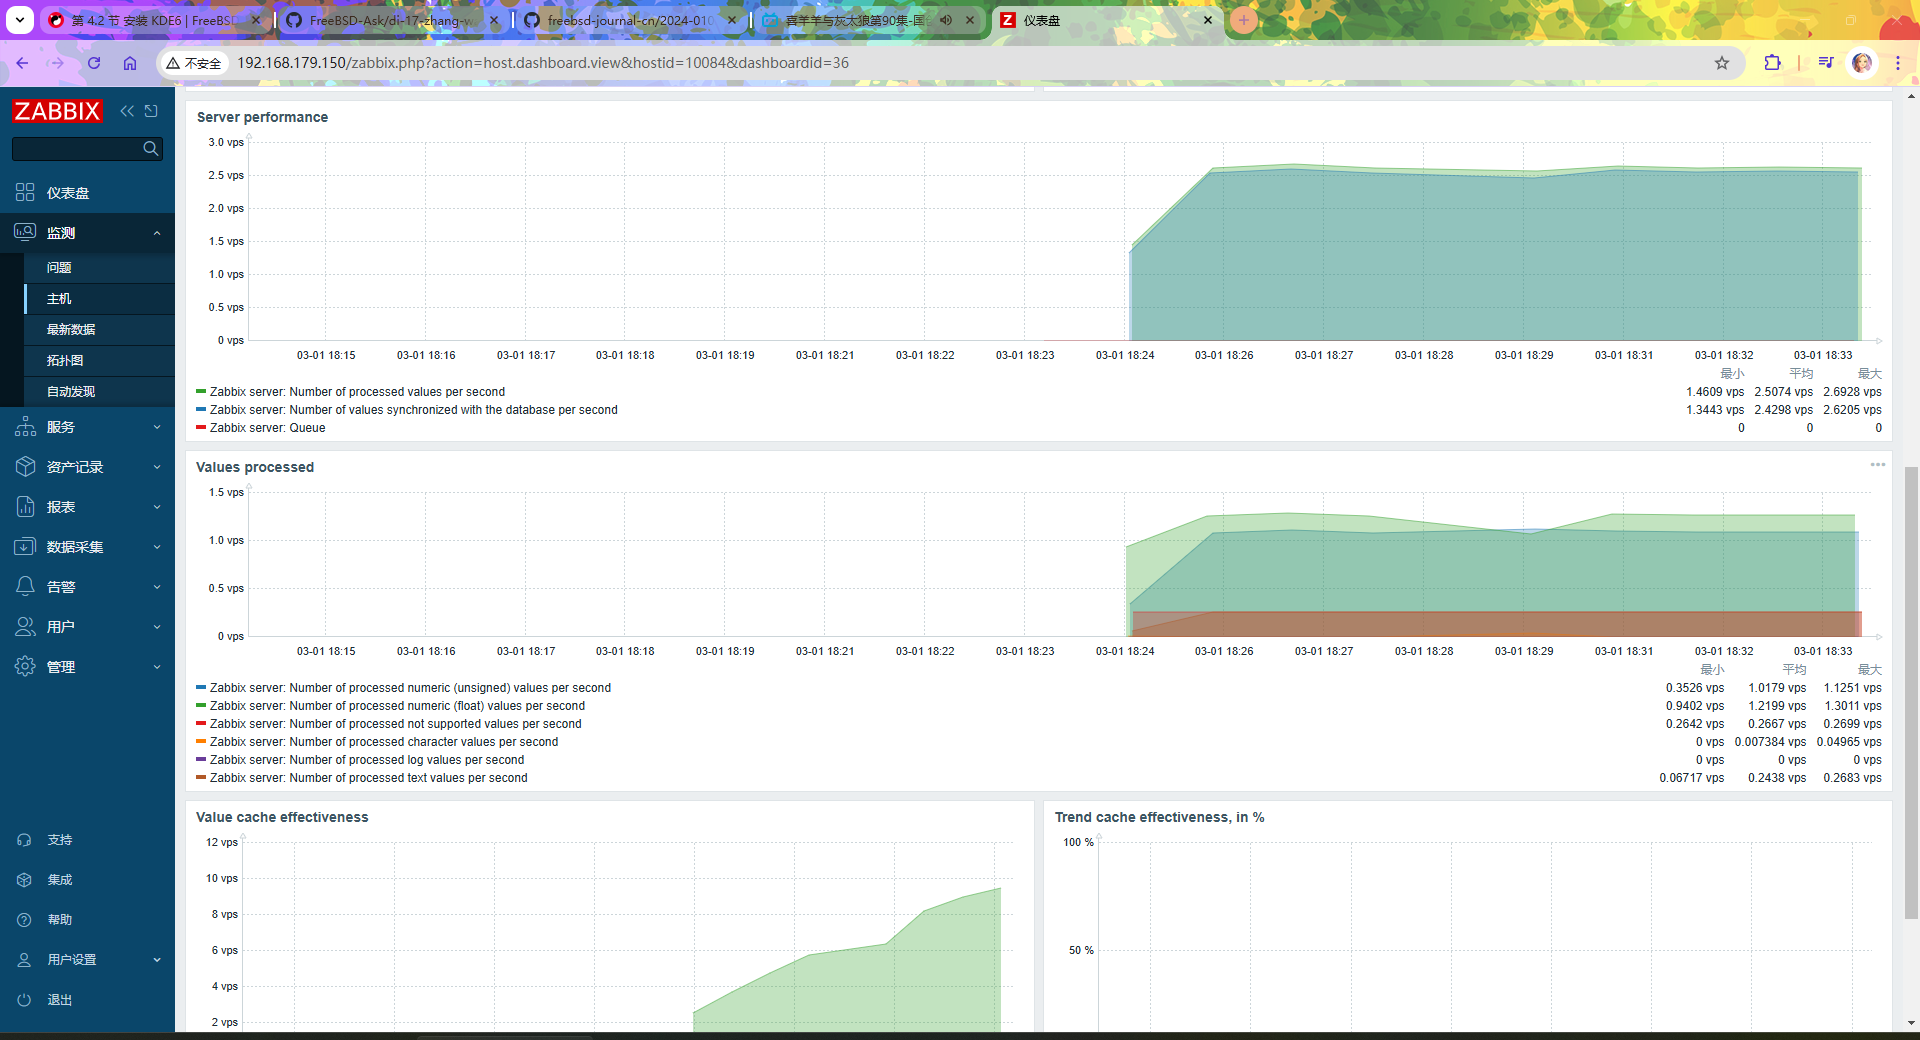 第 4.2 节 安装 KDE6 | FreeBSD
FreeBSD-Ask/di-17-zhang-w
freebsd-journal-cn/2024-010
喜羊羊与灰太狼第90集-国
仪表盘
不安全
192.168.179.150/zabbix.php?action=host.dashboard.view&hostid=10084&dashboardid=36
ZABBIX
仪表盘
监测
问题
主机
最新数据
拓扑图
自动发现
服务
资产记录
报表
数据采集
告警
用户
管理
支持
集成
帮助
用户设置
退出
Server performance
3.0 vps
2.5 vps
2.0 vps
1.5 vps
1.0 vps
0.5 vps
0 vps
03-01 18:15 03-01 18:16 03-01 18:17 03-01 18:18 03-01 18:19 03-01 18:21 03-01 18:22 03-01 18:23 03-01 18:24 03-01 18:26 03-01 18:27 03-01 18:28 03-01 18:29 03-01 18:31 03-01 18:32 03-01 18:33
最小 平均 最大
Zabbix server: Number of processed values per second 1.4609 vps 2.5074 vps 2.6928 vps
Zabbix server: Number of values synchronized with the database per second 1.3443 vps 2.4298 vps 2.6205 vps
Zabbix server: Queue 0 0 0
Values processed
1.5 vps
1.0 vps
0.5 vps
0 vps
03-01 18:15 03-01 18:16 03-01 18:17 03-01 18:18 03-01 18:19 03-01 18:21 03-01 18:22 03-01 18:23 03-01 18:24 03-01 18:26 03-01 18:27 03-01 18:28 03-01 18:29 03-01 18:31 03-01 18:32 03-01 18:33
最小 平均 最大
Zabbix server: Number of processed numeric (unsigned) values per second 0.3526 vps 1.0179 vps 1.1251 vps
Zabbix server: Number of processed numeric (float) values per second 0.9402 vps 1.2199 vps 1.3011 vps
Zabbix server: Number of processed not supported values per second 0.2642 vps 0.2667 vps 0.2699 vps
Zabbix server: Number of processed character values per second 0 vps 0.007384 vps 0.04965 vps
Zabbix server: Number of processed log values per second 0 vps 0 vps 0 vps
Zabbix server: Number of processed text values per second 0.06717 vps 0.2438 vps 0.2683 vps
Value cache effectiveness
12 vps
10 vps
8 vps
6 vps
4 vps
2 vps
Trend cache effectiveness, in %
100 %
50 %